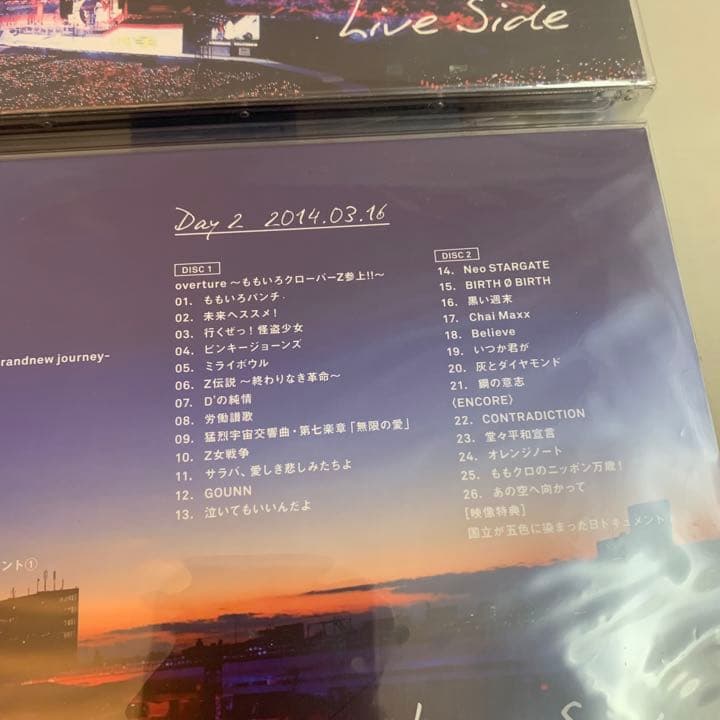 Live Side
Day 2 2014.03.16
DISC 1
overture ～ももいろクローバーZ参上!!～
01. ももいろパンチ
02. 未来へススメ!
03. 行くぜっ!怪盗少女
04. ピンキージョーンズ
05. ミライボウル
06. Z伝説 ～終わりなき革命～
07. D'の純情
08. 労働讃歌
09. 猛烈宇宙交響曲・第七楽章「無限の愛」
10. Z女戦争
11. サラバ、愛しき悲しみたちよ
12. GOUNN
13. 泣いてもいいんだよ
DISC 2
14. Neo STARGATE
15. BIRTH Ø BIRTH
16. 黒い週末
17. Chai Maxx
18. Believe
19. いつか君が
20. 灰とダイヤモンド
21. 鋼の意志
〈ENCORE〉
22. CONTRADICTION
23. 堂々平和宣言
24. オレンジノート
25. ももクロのニッポン万歳!
26. あの空へ向かって
[映像特典]
国立が五色に染まった日ドキュメント
randnew journey-
ント①